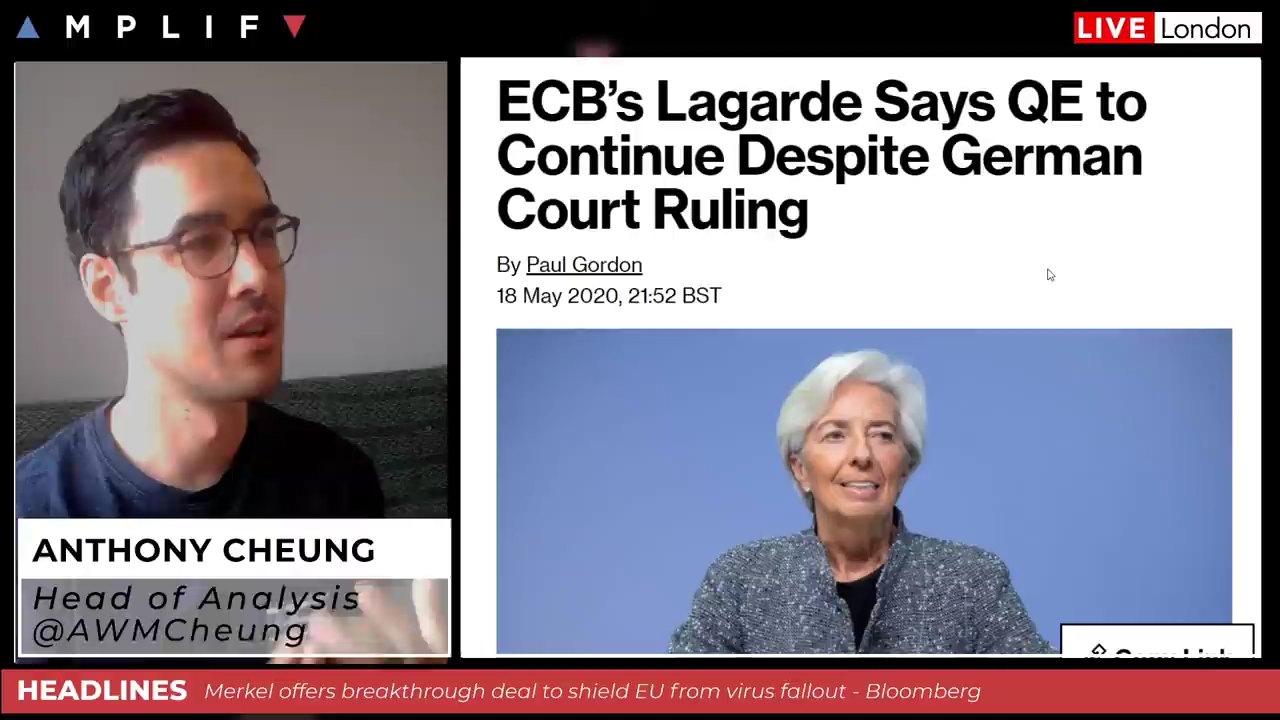 MPLIF
LIVE London
ECB's Lagarde Says QE to
Continue Despite German
Court Ruling
By Paul Gordon
18 May 2020, 21:52 BST
ANTHONY CHEUNG
Head of Analysis
@AWMCheung
HEADLINES Merkel offers breakthrough deal to shield EU from virus fallout - Bloomberg